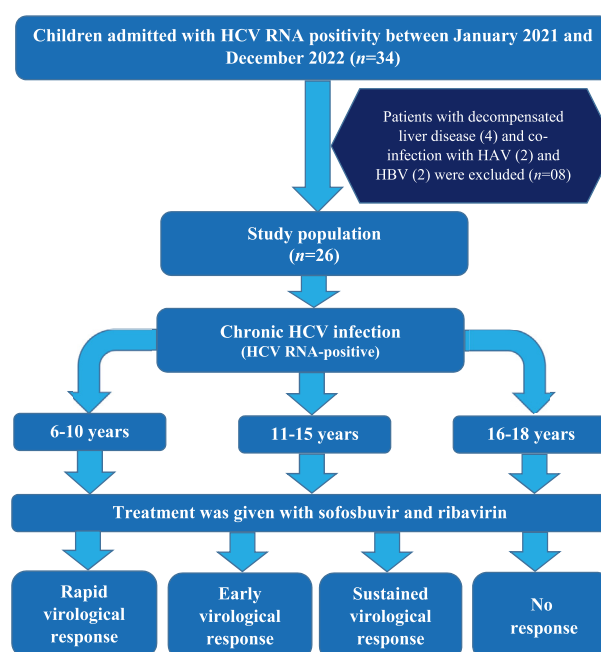 Children admitted with HCV RNA positivity between January 2021 and
December 2022 (n=34)
Patients with decompensated
liver disease (4) and co-
infection with HAV (2) and
HBV (2) were excluded (n=08)
Study population
(n=26)
Chronic HCV infection
(HCV RNA-positive)
6-10 years
11-15 years
16-18 years
Treatment was given with sofosbuvir and ribavirin
Rapid
virological
response
Early
virological
response
Sustained
virological
response
No
response